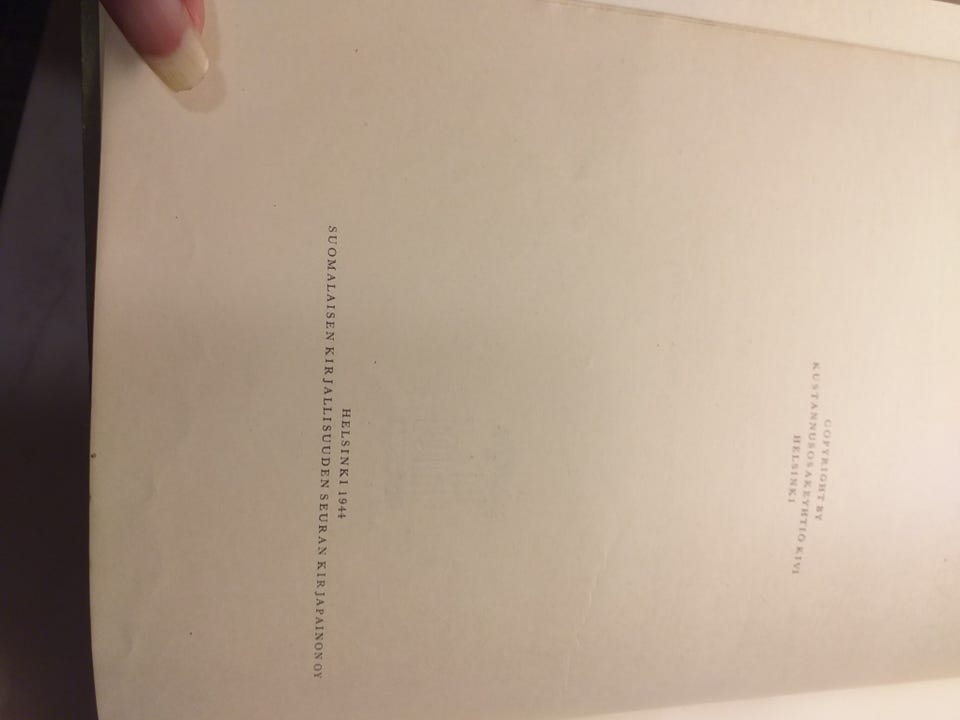 COPYRIGHT BY
KUSTANNUSOSAKEYHTIÖ KIVI
HELSINKI
HELSINKI 1944
SUOMALAISEN KIRJALLISUUDEN SEURAN KIRJAPAINON OY